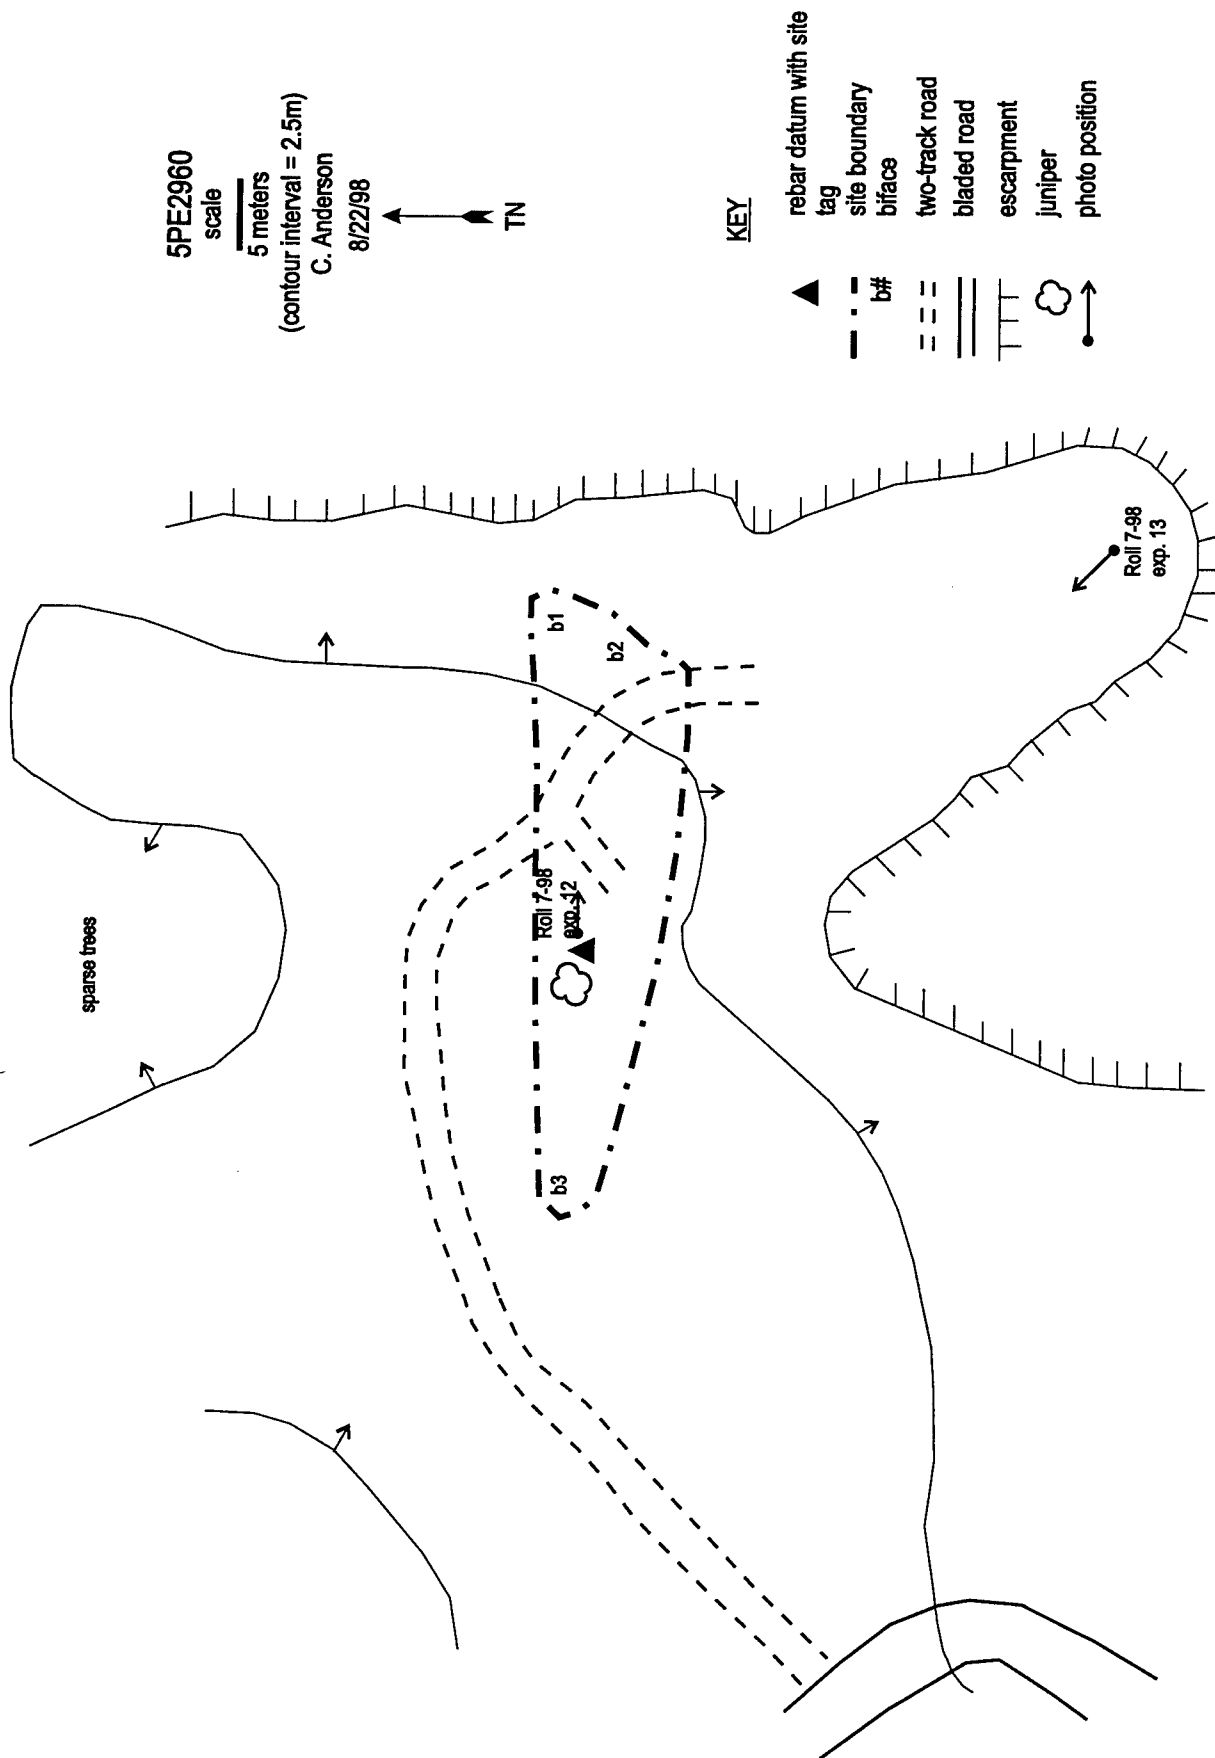 5PE2960
scale
5 meters
(contour interval = 2.5m)
C. Anderson
8/22/98
TN
KEY
rebar datum with site
tag
site boundary
b#
biface
two-track road
bladed road
escarpment
juniper
photo position
sparse trees
b1
b2
b3
Roll 7-98
exp. 12
Roll 7-98
exp. 13